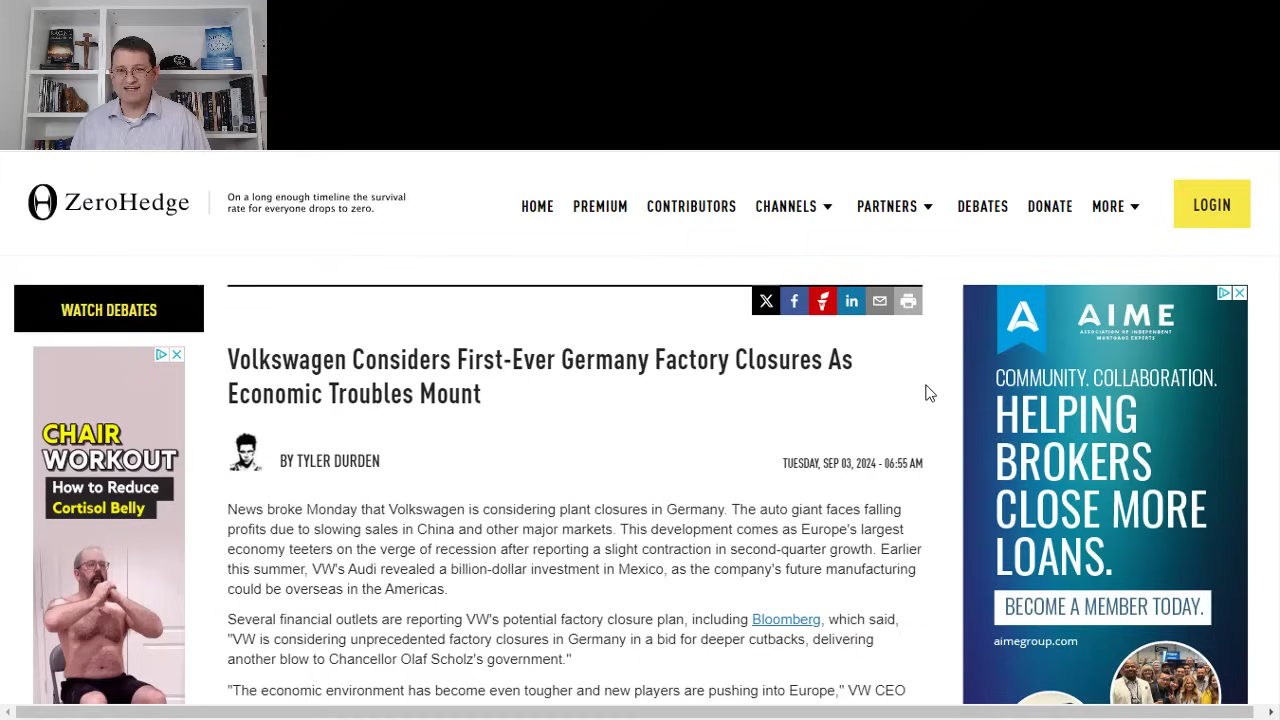 ZeroHedge
On a long enough timeline the survival
rate for everyone drops to zero.
HOME PREMIUM CONTRIBUTORS CHANNELS PARTNERS DEBATES DONATE MORE LOGIN
WATCH DEBATES
CHAIR
WORKOUT
How to Reduce
Cortisol Belly
Volkswagen Considers First-Ever Germany Factory Closures As
Economic Troubles Mount
BY TYLER DURDEN
TUESDAY, SEP 03, 2024 - 06:55 AM
News broke Monday that Volkswagen is considering plant closures in Germany. The auto giant faces falling
profits due to slowing sales in China and other major markets. This development comes as Europe's largest
economy teeters on the verge of recession after reporting a slight contraction in second-quarter growth. Earlier
this summer, VW's Audi revealed a billion-dollar investment in Mexico, as the company's future manufacturing
could be overseas in the Americas.
Several financial outlets are reporting VW's potential factory closure plan, including Bloomberg, which said,
"VW is considering unprecedented factory closures in Germany in a bid for deeper cutbacks, delivering
another blow to Chancellor Olaf Scholz's government."
"The economic environment has become even tougher and new players are pushing into Europe," VW CEO
AIME
ASSOCIATION OF INDEPENDENT
MORTGAGE EXPERTS
COMMUNITY. COLLABORATION.
HELPING
BROKERS
CLOSE MORE
LOANS.
BECOME A MEMBER TODAY.
aimegroup.com